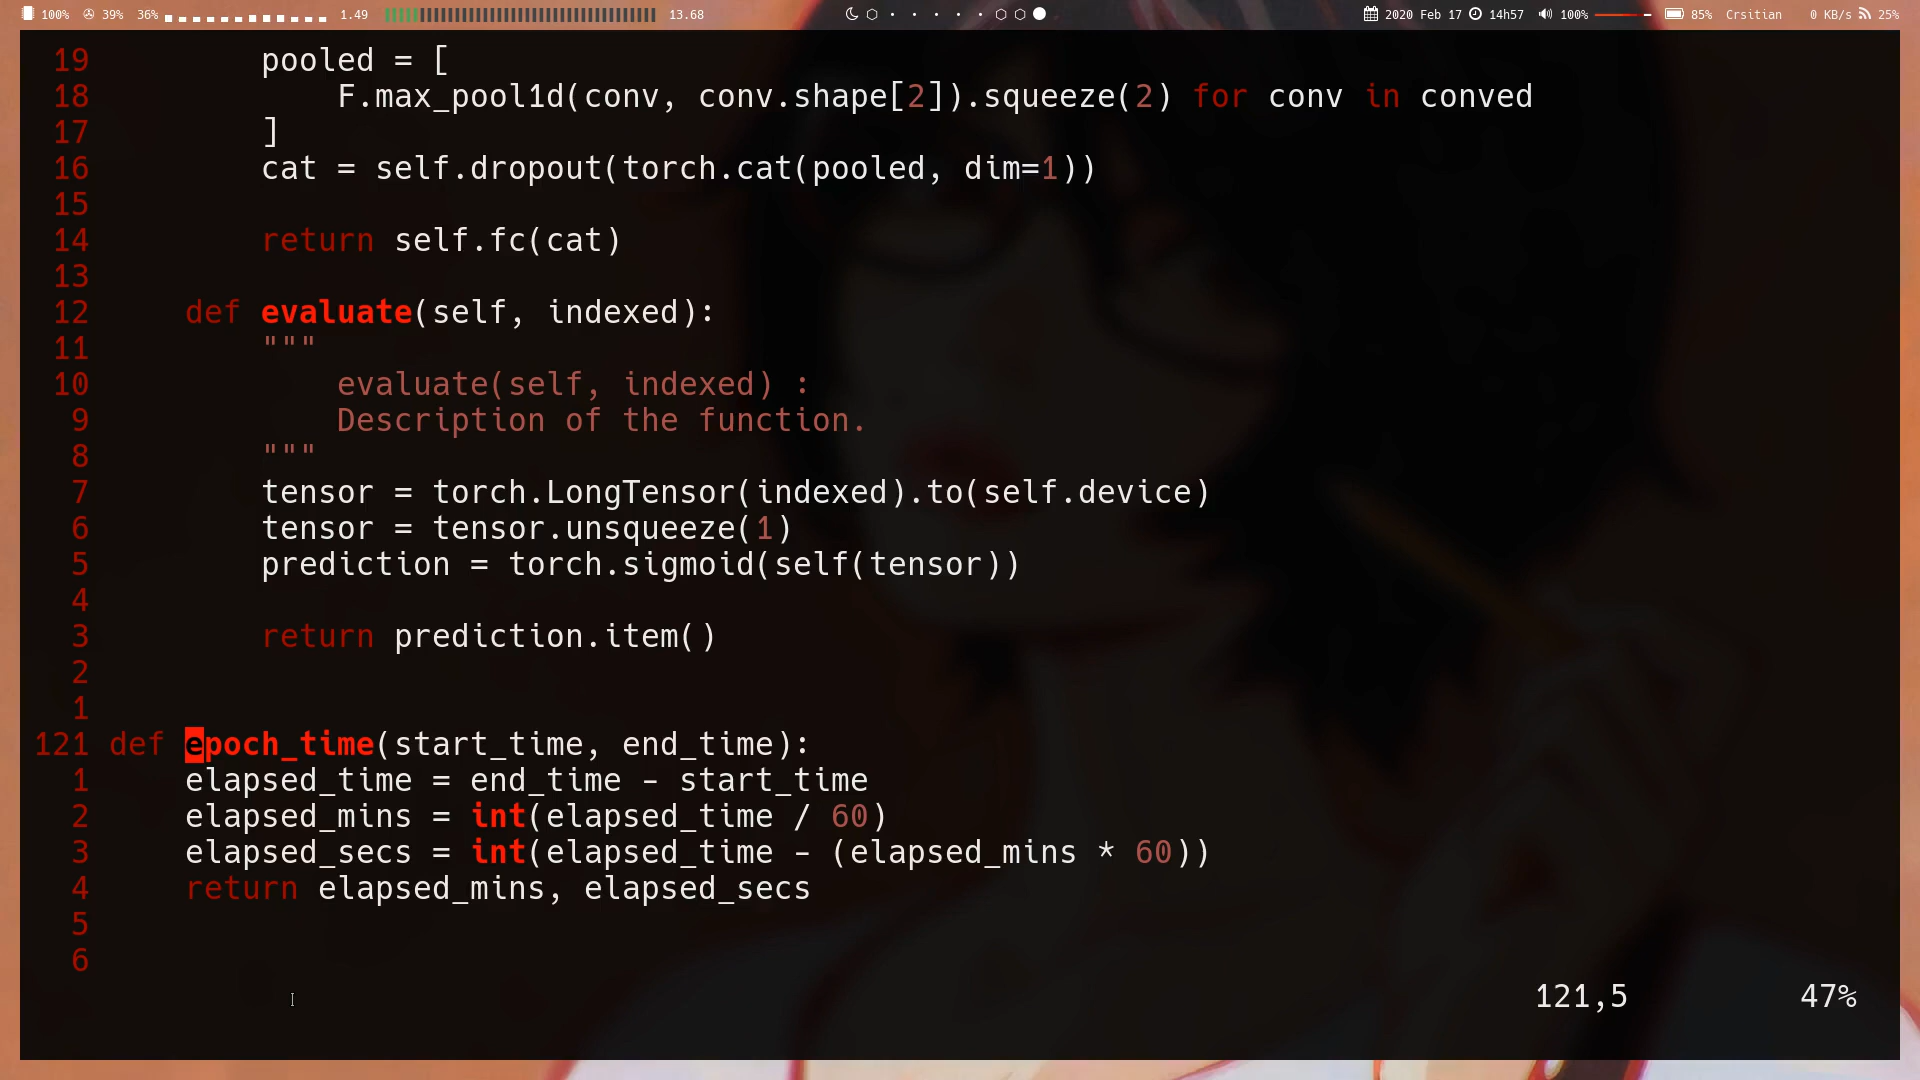 100% 39% 36% 1.49 13.68 2020 Feb 17 14h57 100% 85% Crsitian 0 KB/s 25%
19 pooled = [
18 F.max_pool1d(conv, conv.shape[2]).squeeze(2) for conv in conved
17 ]
16 cat = self.dropout(torch.cat(pooled, dim=1))
15
14 return self.fc(cat)
13
12 def evaluate(self, indexed):
11 """
10 evaluate(self, indexed) :
9 Description of the function.
8 """
7 tensor = torch.LongTensor(indexed).to(self.device)
6 tensor = tensor.unsqueeze(1)
5 prediction = torch.sigmoid(self(tensor))
4
3 return prediction.item()
2
1
121 def epoch_time(start_time, end_time):
1 elapsed_time = end_time - start_time
2 elapsed_mins = int(elapsed_time / 60)
3 elapsed_secs = int(elapsed_time - (elapsed_mins * 60))
4 return elapsed_mins, elapsed_secs
5
6
121,5 47%